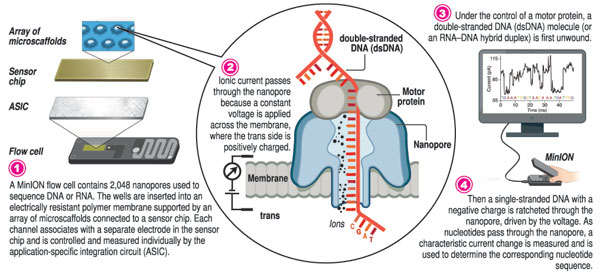 Array of
microscaffolds
Sensor
chip
ASIC
Flow cell
1
A MinION flow cell contains 2,048 nanopores used to
sequence DNA or RNA. The wells are inserted into an
electrically resistant polymer membrane supported by an
array of microscaffolds connected to a sensor chip. Each
channel associates with a separate electrode in the sensor
chip and is controlled and measured individually by the
application-specific integration circuit (ASIC).
2
Ionic current passes
through the nanopore
because a constant
voltage is applied
across the membrane,
where the trans side is
positively charged.
double-stranded
DNA (dsDNA)
Motor
protein
Nanopore
Membrane
trans
Ions
C G A T
3
Under the control of a motor protein, a
double-stranded DNA (dsDNA) molecule (or
an RNA–DNA hybrid duplex) is first unwound.
Current (pA)
115
55
0 10 20 30 40
Time (ms)
MinION
4
Then a single-stranded DNA with a
negative charge is ratcheted through the
nanopore, driven by the voltage. As
nucleotides pass through the nanopore, a
characteristic current change is measured and is
used to determine the corresponding nucleotide
sequence.